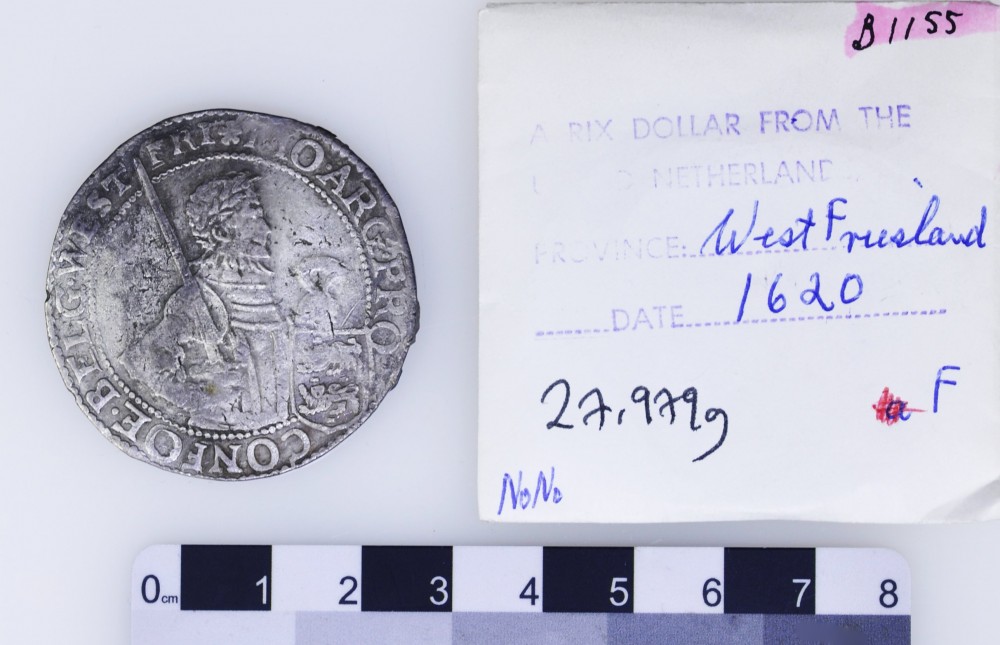 B1155
A RIX DOLLAR FROM THE
NETHERLAND
PROVINCE: West Friesland
DATE 1620
27.979g
a F
NoNo
MO ARG PRO CONFOE BELG WEST FRI
0cm 1 2 3 4 5 6 7 8